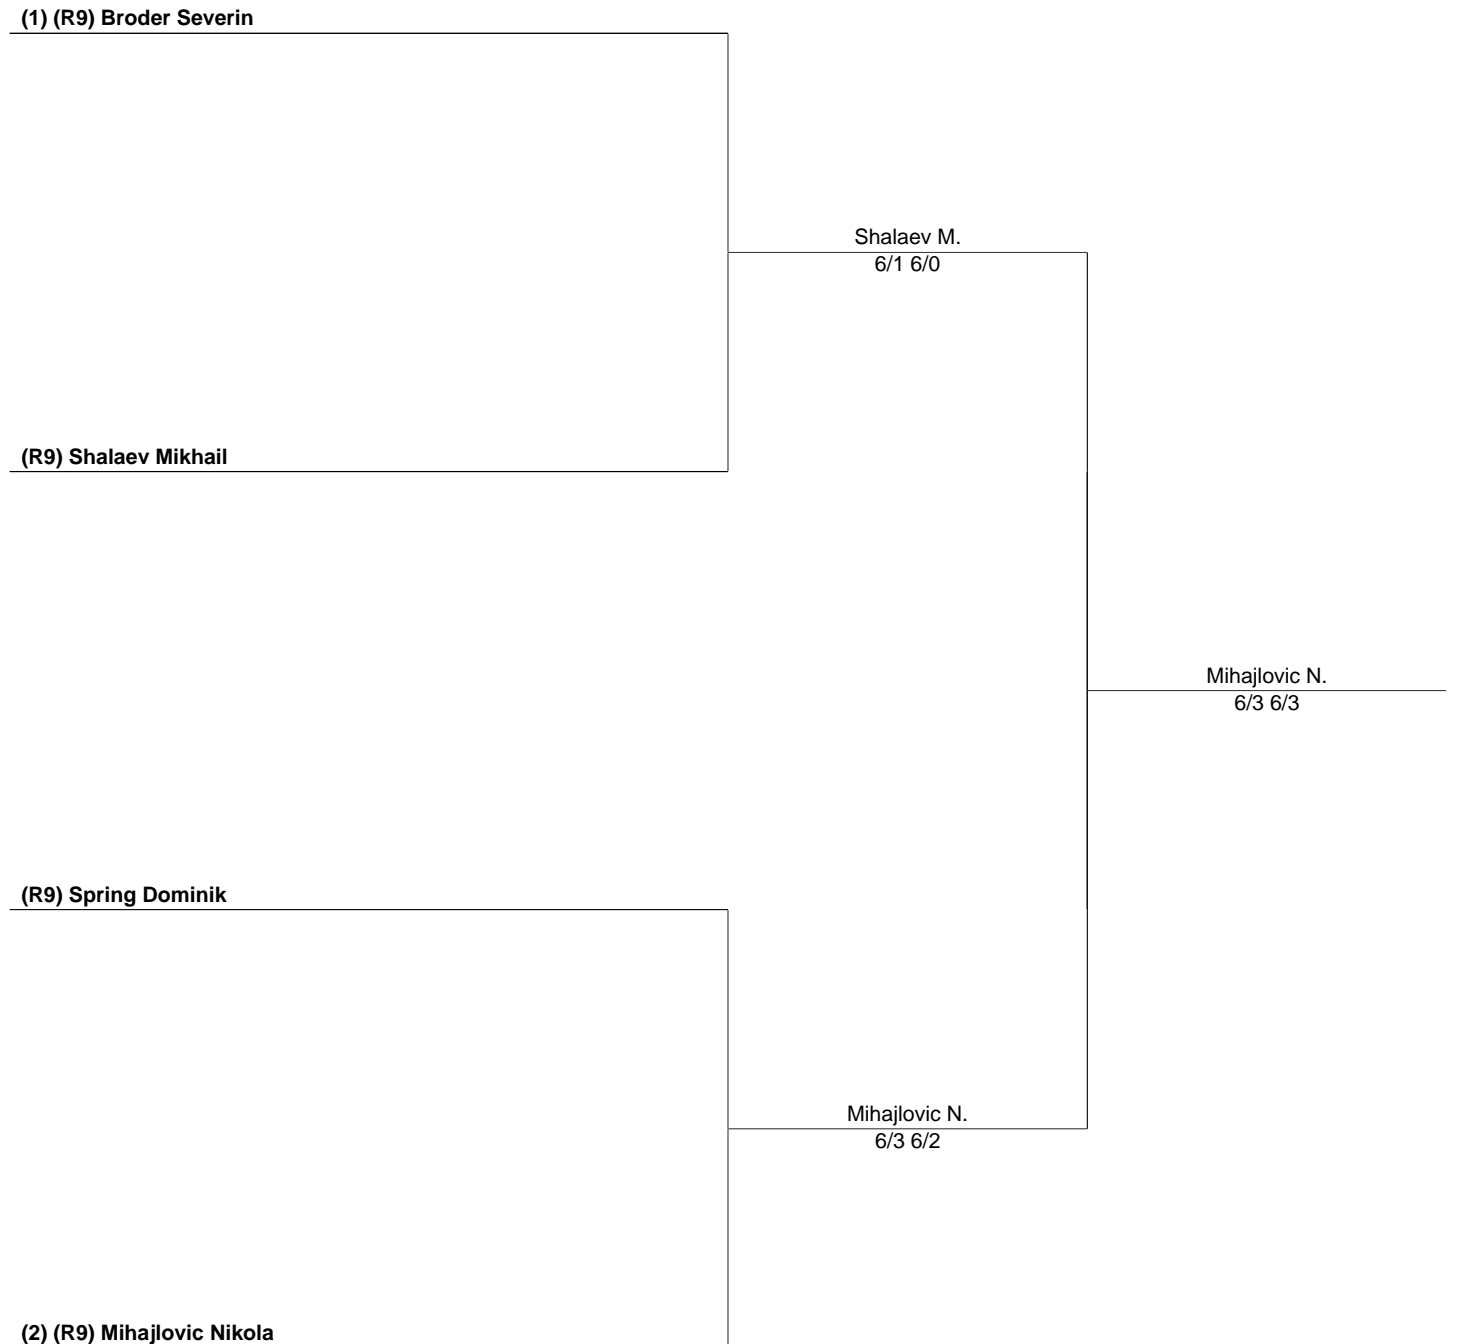 (1) (R9) Broder Severin
Shalaev M.
6/1 6/0
(R9) Shalaev Mikhail
Mihajlovic N.
6/3 6/3
(R9) Spring Dominik
Mihajlovic N.
6/3 6/2
(2) (R9) Mihajlovic Nikola